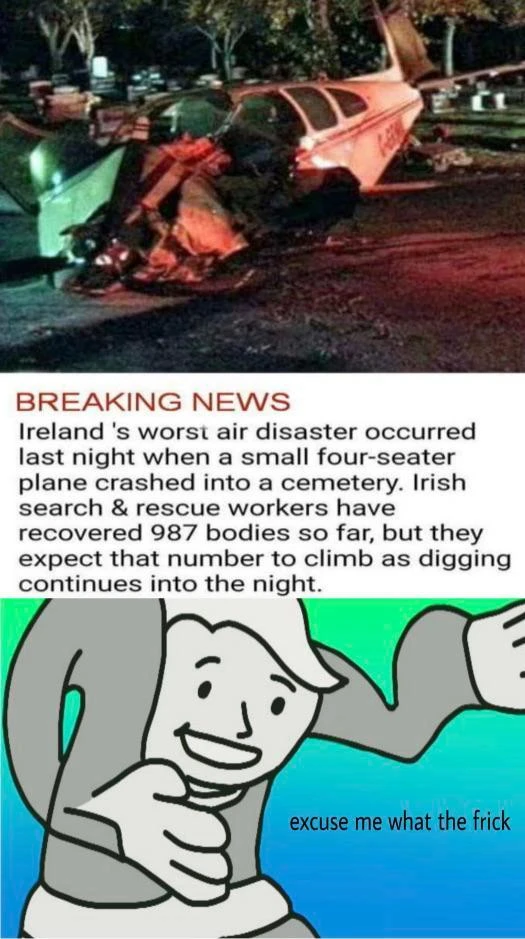 BREAKING NEWS
Ireland 's worst air disaster occurred
last night when a small four-seater
plane crashed into a cemetery. Irish
search & rescue workers have
recovered 987 bodies so far, but they
expect that number to climb as digging
continues into the night.
excuse me what the frick